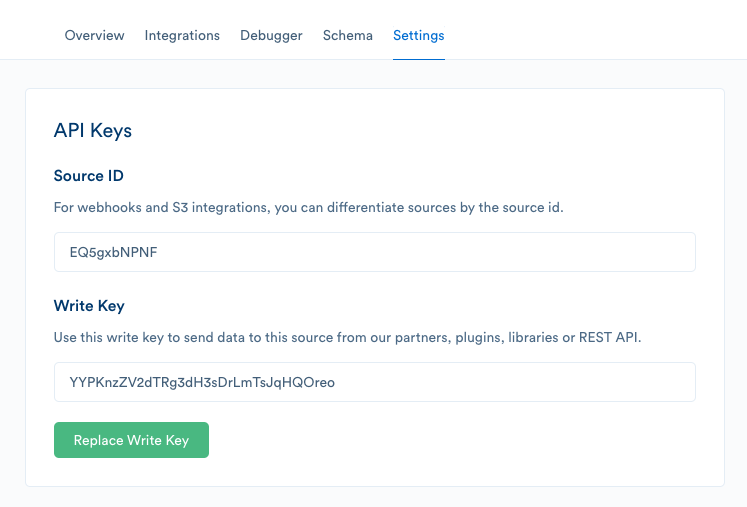 Overview Integrations Debugger Schema Settings
API Keys
Source ID
For webhooks and S3 integrations, you can differentiate sources by the source id.
EQ5gxbNPNF
Write Key
Use this write key to send data to this source from our partners, plugins, libraries or REST API.
YYPKnzZV2dTRg3dH3sDrLmTsJqHQOreo
Replace Write Key